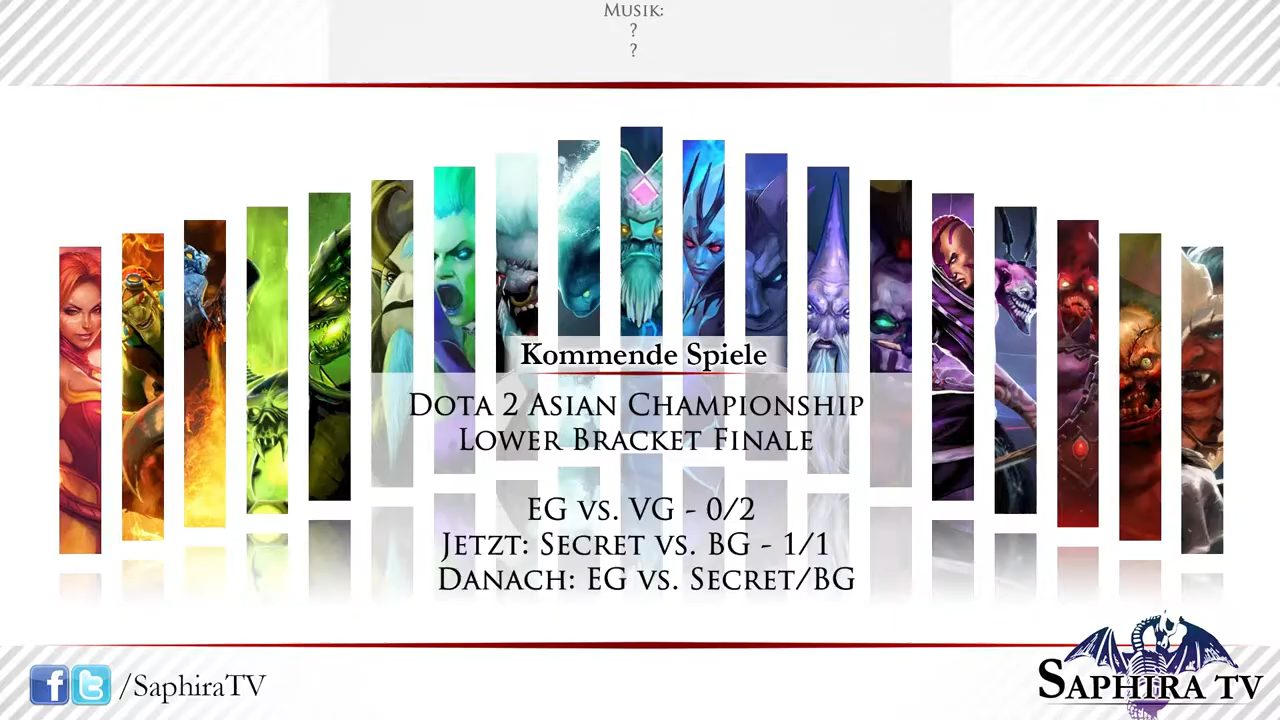 Musik:
?
?
Kommende Spiele
Dota 2 Asian Championship
Lower Bracket Finale
EG vs. VG - 0/2
Jetzt: Secret vs. BG - 1/1
Danach: EG vs. Secret/BG
/SaphiraTV
Saphira TV